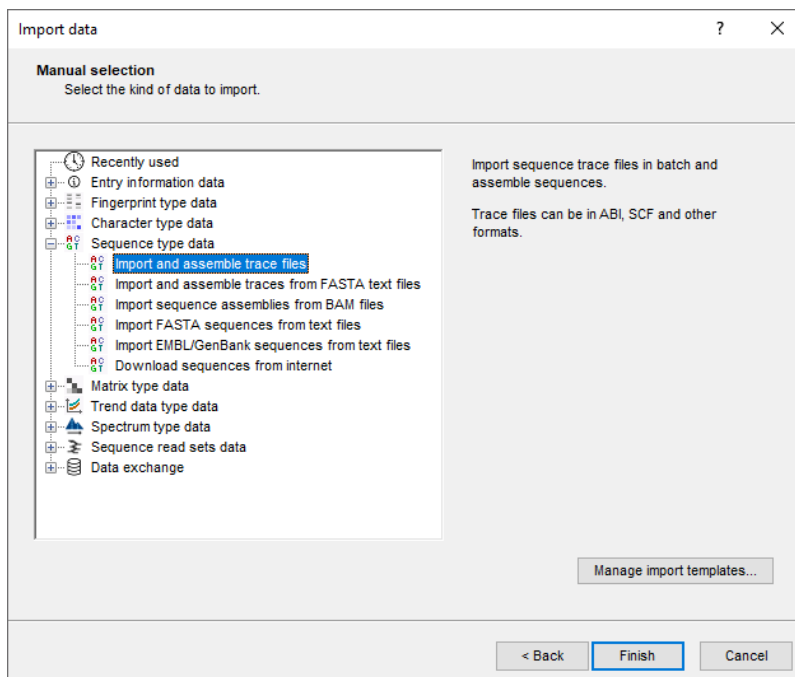 Import data
?
Manual selection
Select the kind of data to import.
Recently used
Entry information data
Fingerprint type data
Character type data
Sequence type data
Import and assemble trace files
Import and assemble traces from FASTA text files
Import sequence assemblies from BAM files
Import FASTA sequences from text files
Import EMBL/GenBank sequences from text files
Download sequences from internet
Matrix type data
Trend data type data
Spectrum type data
Sequence read sets data
Data exchange
Import sequence trace files in batch and
assemble sequences.
Trace files can be in ABI, SCF and other
formats.
Manage import templates...
< Back
Finish
Cancel